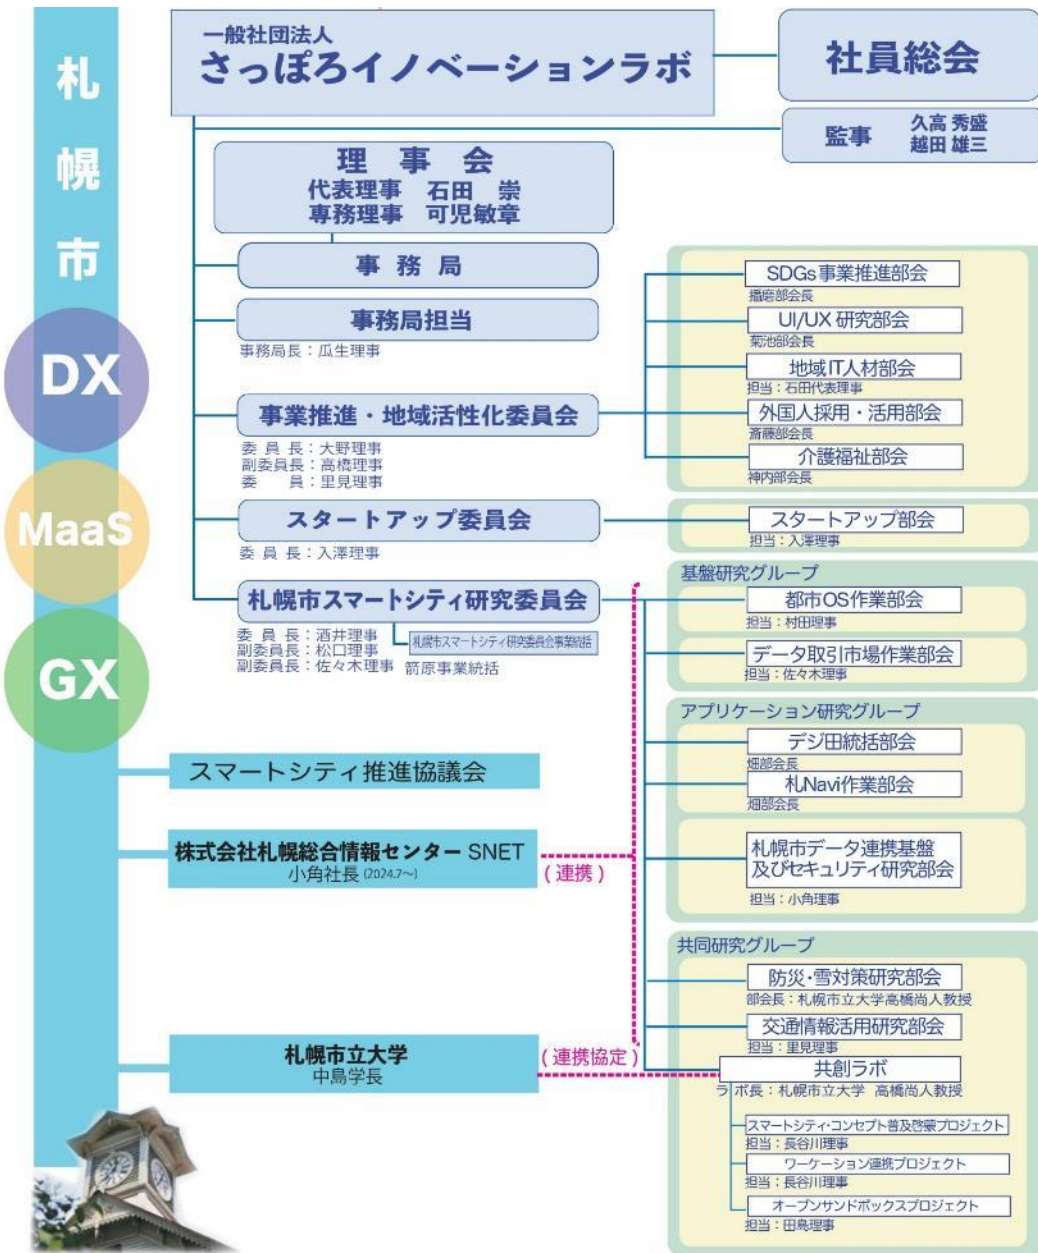 札幌市
一般社団法人
さっぽろイノベーションラボ
社員総会
監事
久高 秀盛
越田 雄三
理事会
代表理事 石田 崇
専務理事 可児敏章
事務局
事務局担当
事務局長：瓜生理事
事業推進・地域活性化委員会
委員長：大野理事
副委員長：高橋理事
委 員：里見理事
スタートアップ委員会
委員長：入澤理事
札幌市スマートシティ研究委員会
委員長：酒井理事
副委員長：松口理事
副委員長：佐々木理事
札幌市スマートシティ研究委員会事業統括
箭原事業統括
DX
MaaS
GX
SDGs事業推進部会
播磨部会長
UI/UX 研究部会
菊池部会長
地域IT人材部会
担当：石田代表理事
外国人採用・活用部会
斎藤部会長
介護福祉部会
神内部会長
スタートアップ部会
担当：入澤理事
基盤研究グループ
都市OS作業部会
担当：村田理事
データ取引市場作業部会
担当：佐々木理事
アプリケーション研究グループ
デジ田統括部会
畑部会長
札Navi作業部会
畑部会長
札幌市データ連携基盤
及びセキュリティ研究部会
担当：小角理事
共同研究グループ
防災・雪対策研究部会
部会長：札幌市立大学高橋尚人教授
交通情報活用研究部会
担当：里見理事
共創ラボ
ラボ長：札幌市立大学 高橋尚人教授
スマートシティ・コンセプト普及啓蒙プロジェクト
担当：長谷川理事
ワーケーション連携プロジェクト
担当：長谷川理事
オープンサンドボックスプロジェクト
担当：田島理事
スマートシティ推進協議会
株式会社札幌総合情報センター SNET
小角社長 (2024.7〜)
(連携)
札幌市立大学
中島学長
(連携協定)